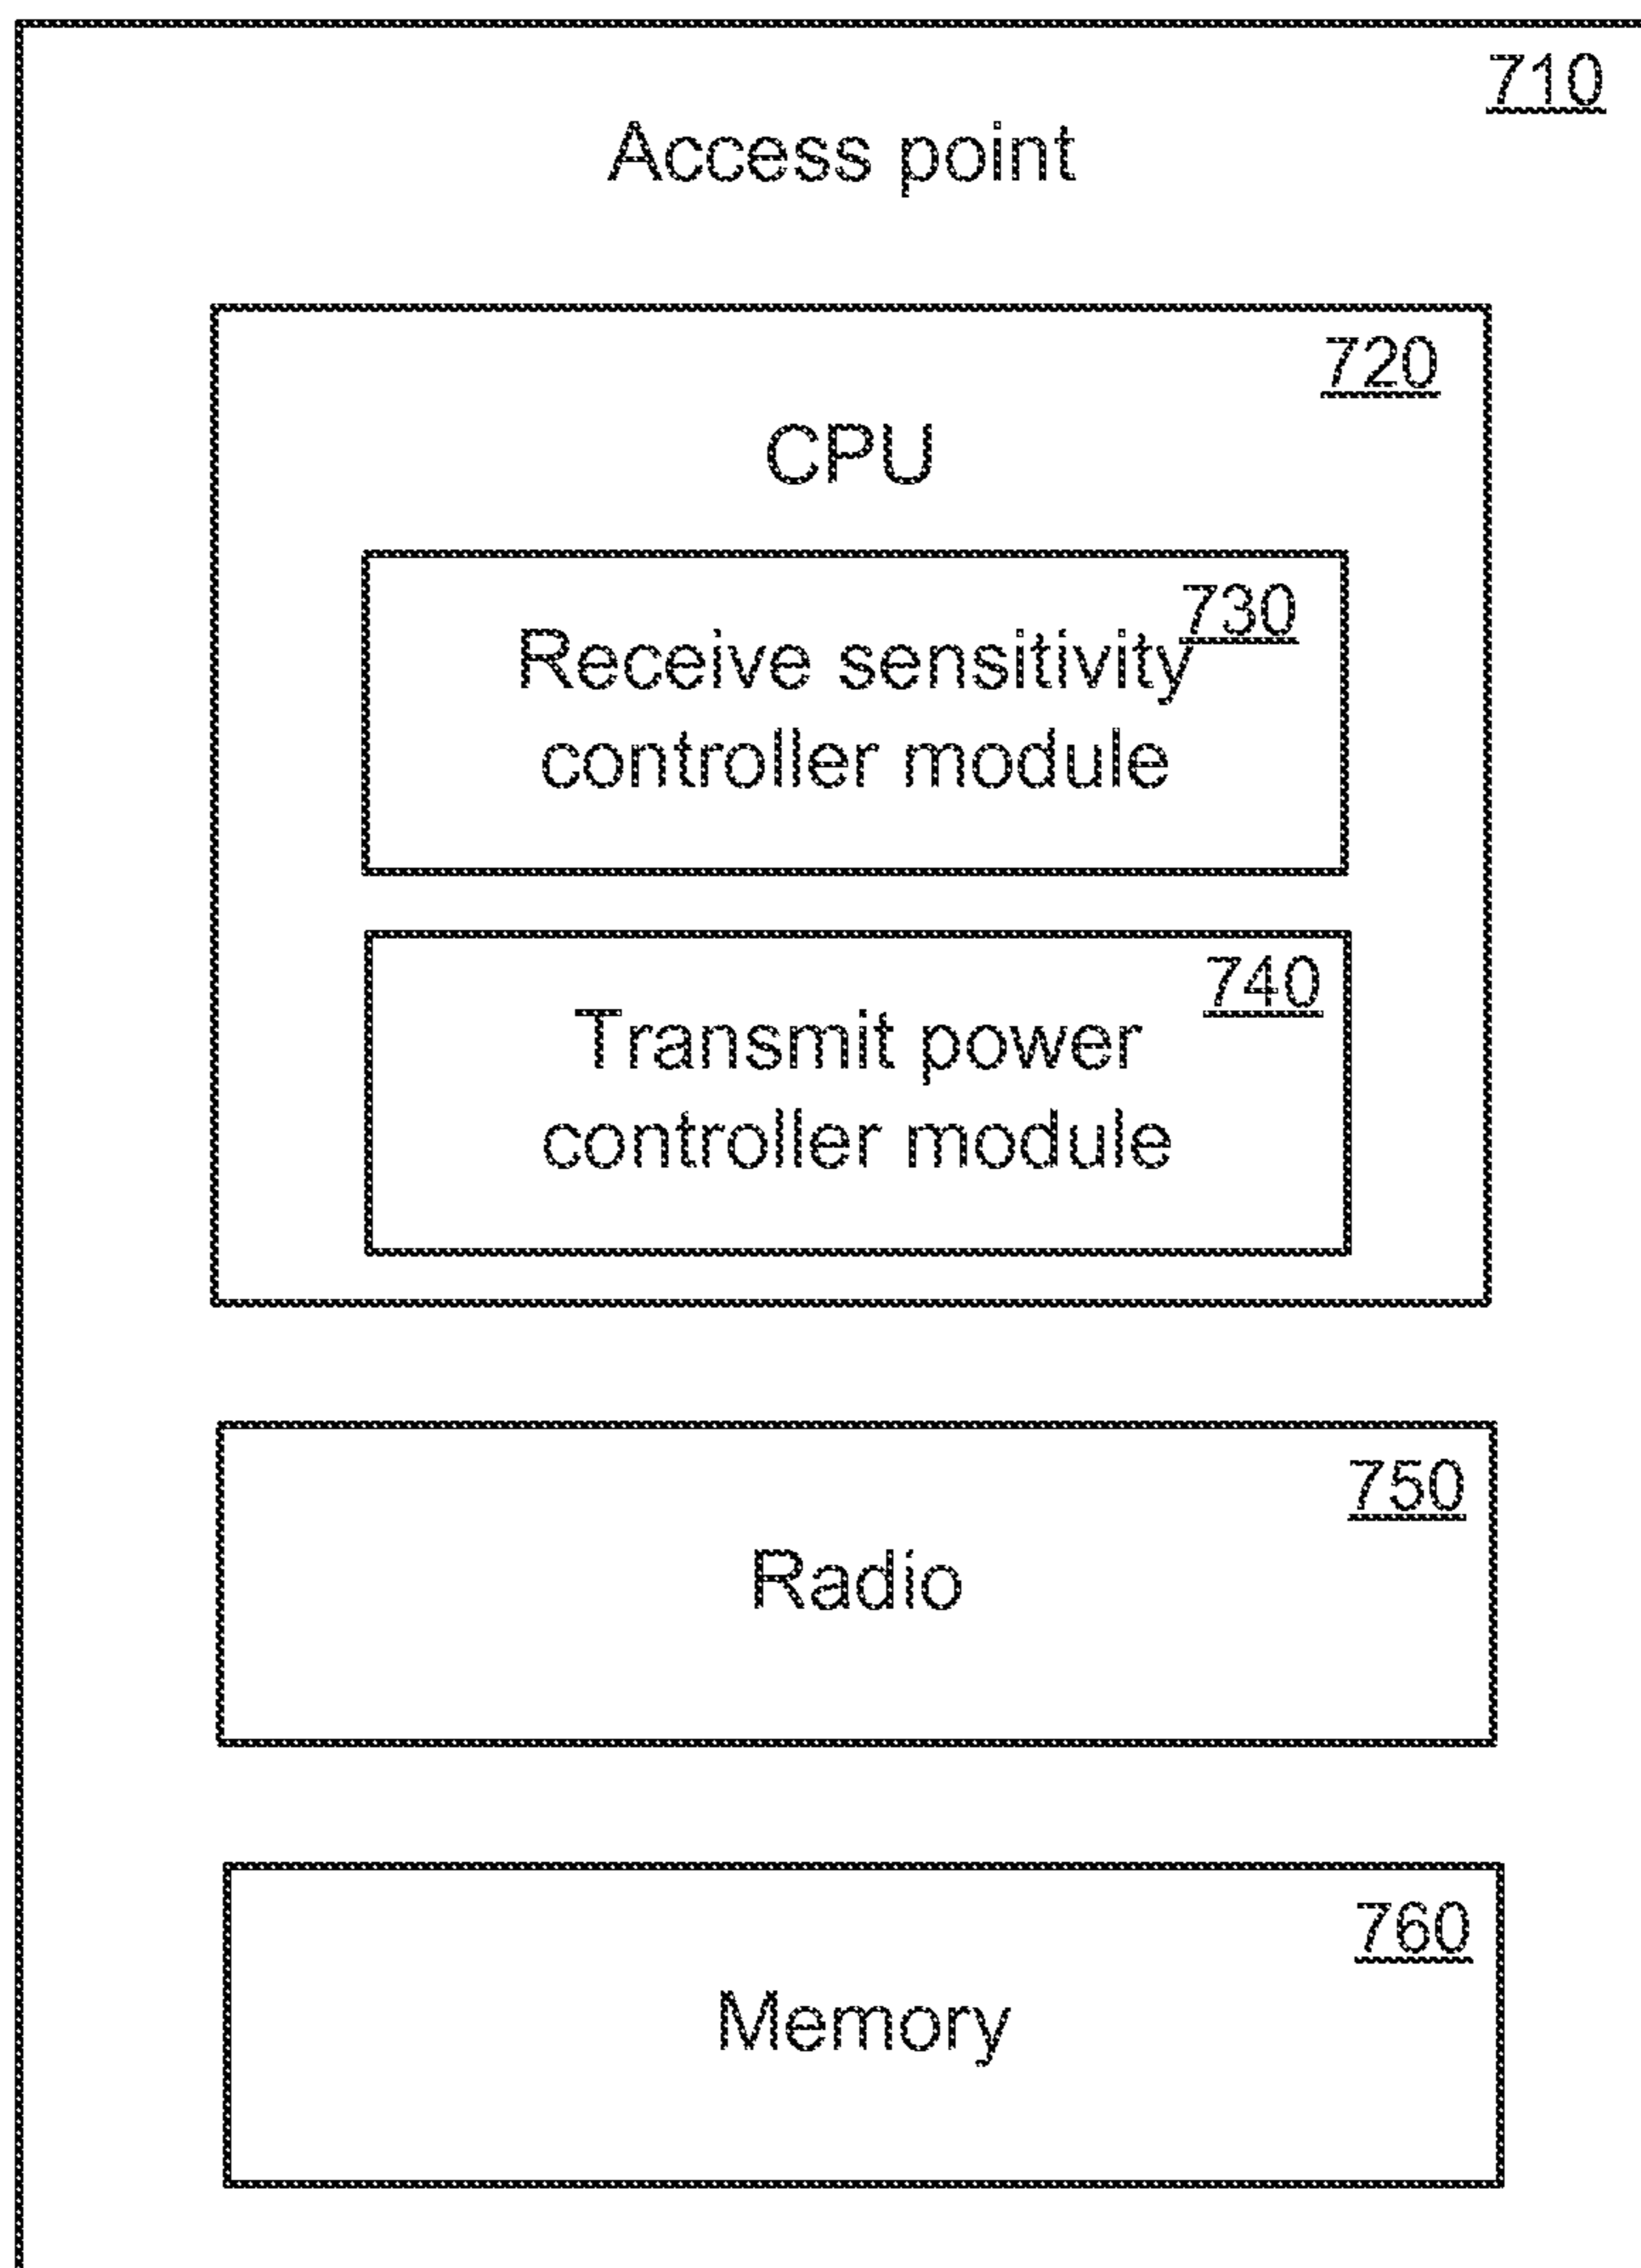 710
Access point
720
CPU
730
Receive sensitivity
controller module
740
Transmit power
controller module
750
Radio
760
Memory